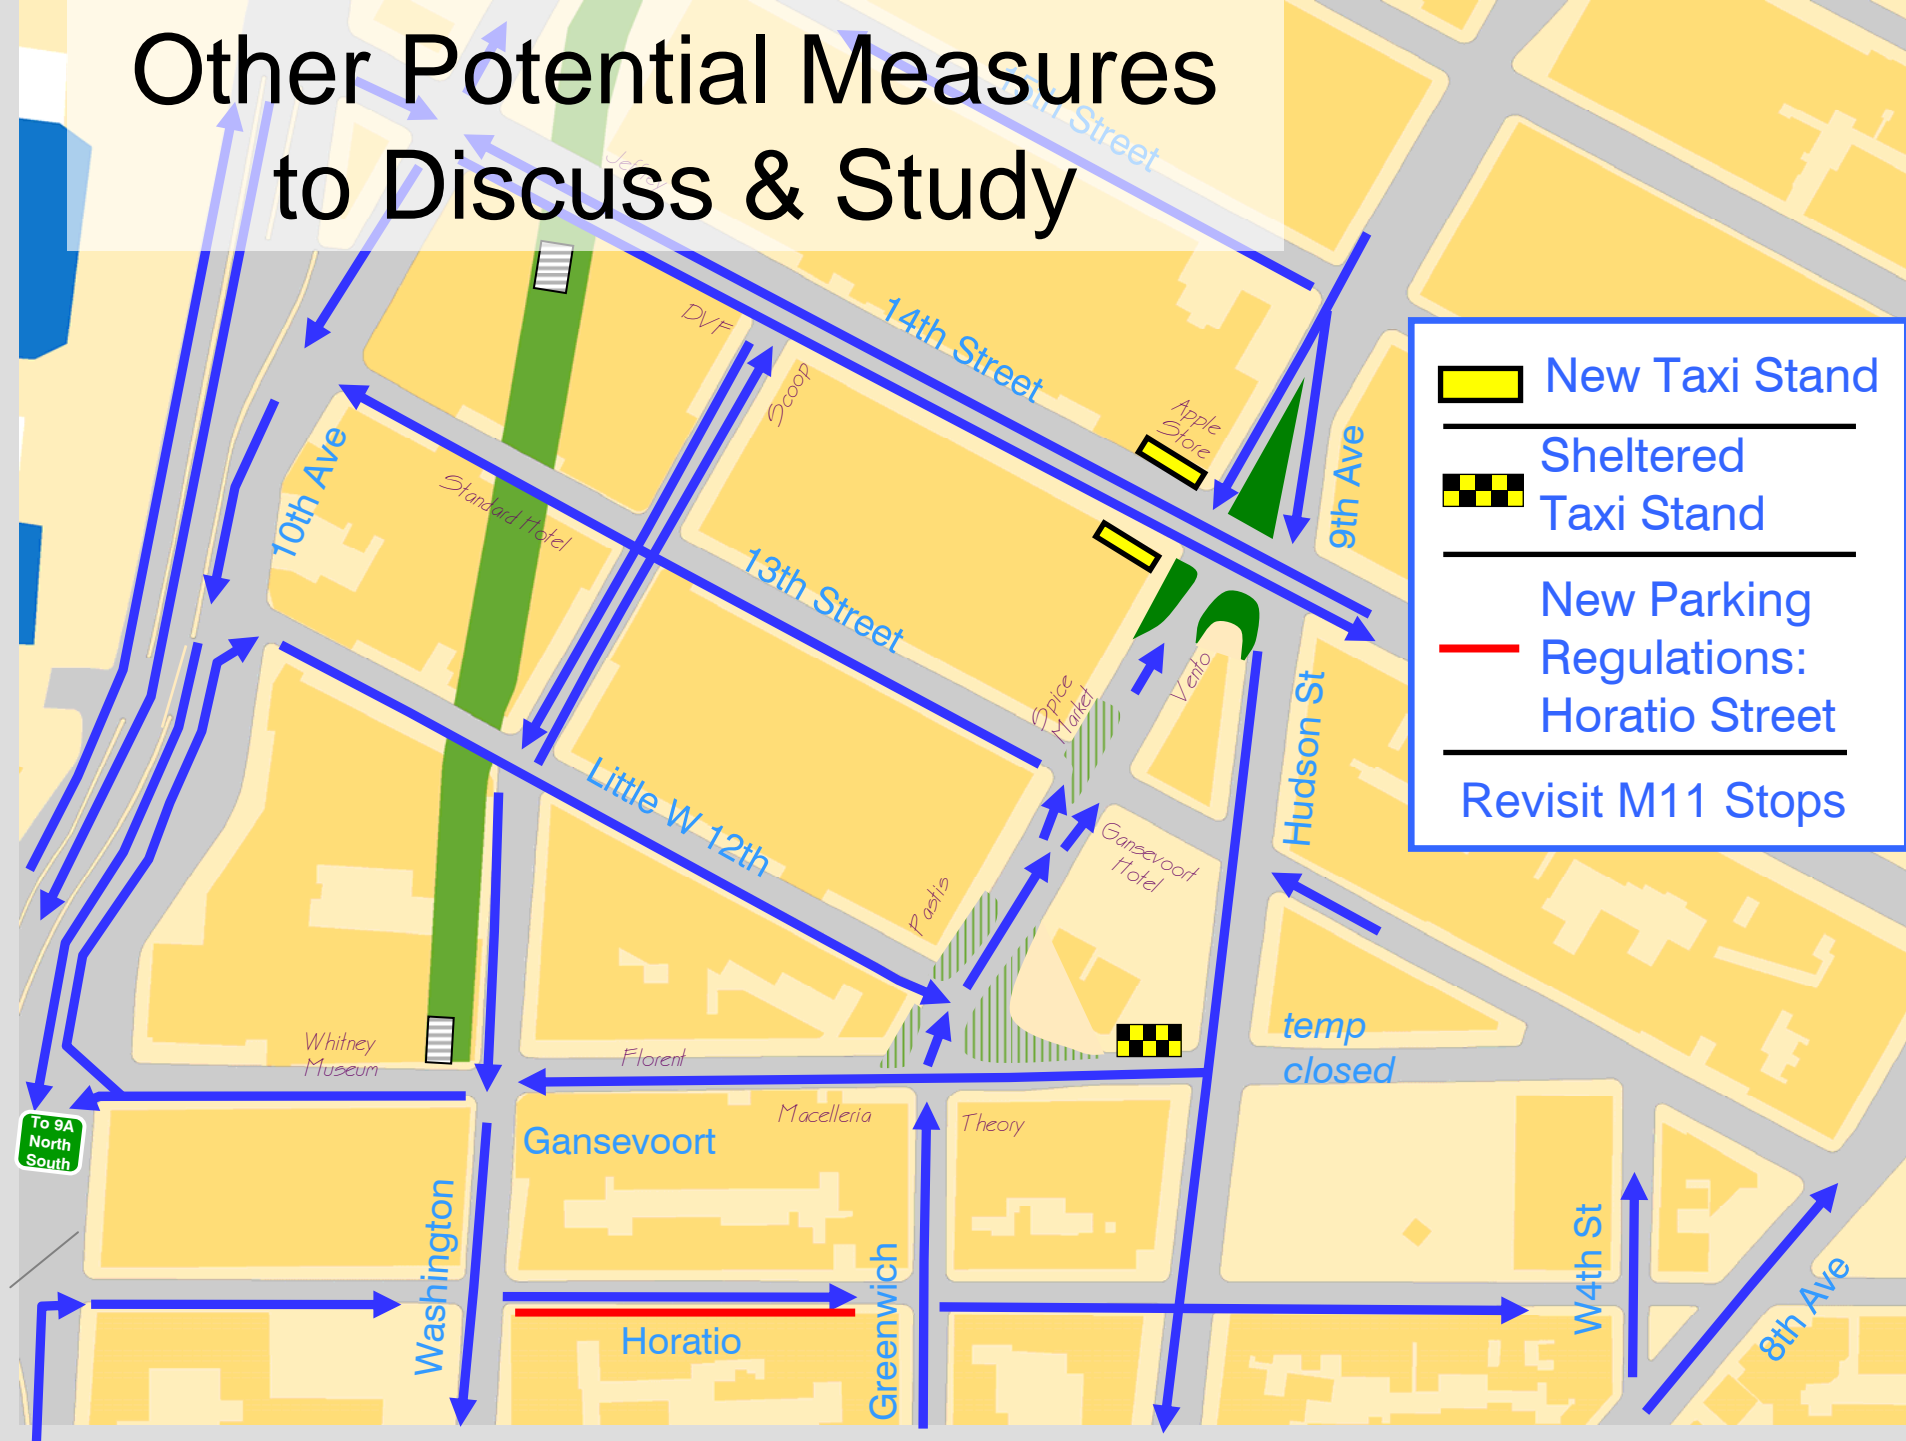 Other Potential Measures
to Discuss & Study
15th Street
Jeffrey
DVF
Scoop
14th Street
Apple
Store
9th Ave
10th Ave
Standard Hotel
13th Street
Spice
Market
Vento
Hudson St
Little W 12th
Pastis
Gansevoort
Hotel
New Taxi Stand
Sheltered
Taxi Stand
New Parking
Regulations:
Horatio Street
Revisit M11 Stops
Whitney
Museum
Florent
temp
closed
To 9A
North
South
Macelleria
Theory
Gansevoort
Washington
Horatio
Greenwich
W4th St
8th Ave